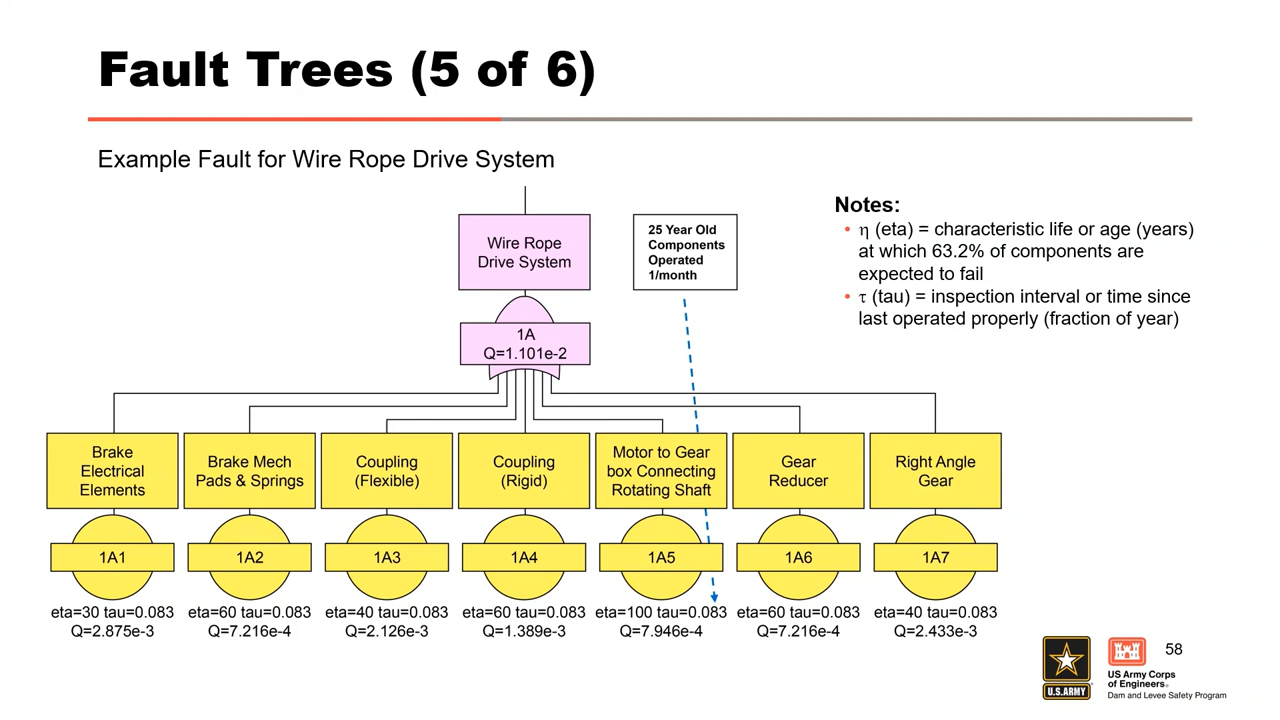 Fault Trees (5 of 6)
Example Fault for Wire Rope Drive System
Wire Rope
Drive System
25 Year Old
Components
Operated
1/month
Notes:
• η (eta) = characteristic life or age (years)
at which 63.2% of components are
expected to fail
• τ (tau) = inspection interval or time since
last operated properly (fraction of year)
1A
Q=1.101e-2
Brake
Electrical
Elements
Brake Mech
Pads & Springs
Coupling
(Flexible)
Coupling
(Rigid)
Motor to Gear
box Connecting
Rotating Shaft
Gear
Reducer
Right Angle
Gear
1A1
1A2
1A3
1A4
1A5
1A6
1A7
eta=30 tau=0.083
Q=2.875e-3
eta=60 tau=0.083
Q=7.216e-4
eta=40 tau=0.083
Q=2.126e-3
eta=60 tau=0.083
Q=1.389e-3
eta=100 tau=0.083
Q=7.946e-4
eta=60 tau=0.083
Q=7.216e-4
eta=40 tau=0.083
Q=2.433e-3
58
U.S.ARMY
US Army Corps
of Engineers®
Dam and Levee Safety Program